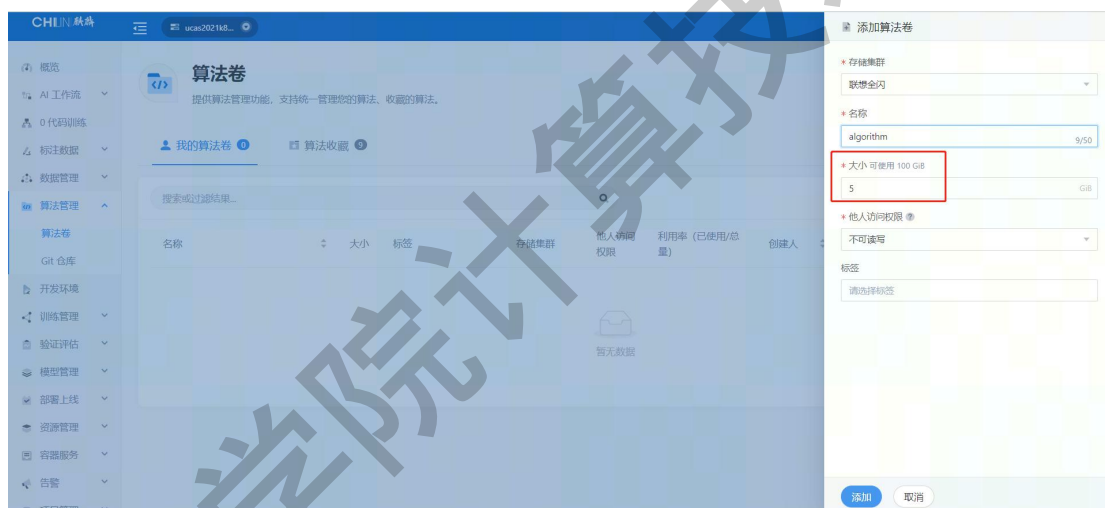 CHILIN 麒麟
ucas2021k8...
概览
AI 工作流
0 代码训练
标注数据
数据管理
算法管理
算法卷
Git 仓库
开发环境
训练管理
验证评估
模型管理
部署上线
资源管理
容器服务
告警
算法卷
提供算法管理功能，支持统一管理您的算法、收藏的算法。
我的算法卷 0
算法收藏 9
搜索或过滤结果...
名称 大小 标签 存储集群 他人访问权限 利用率（已使用/总量） 创建人
暂无数据
添加算法卷
* 存储集群
联想全闪
* 名称
algorithm 9/50
* 大小 可使用 100 GiB
5 GiB
* 他人访问权限
不可读写
标签
请选择标签
添加 取消
学院计算技